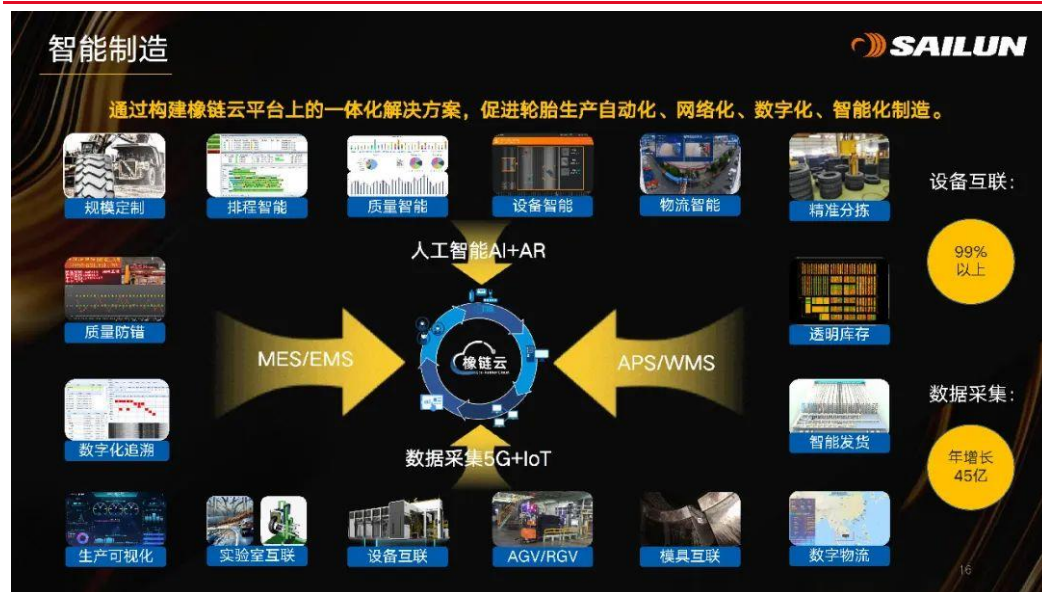 智能制造
SAILUN
通过构建橡链云平台上的一体化解决方案，促进轮胎生产自动化、网络化、数字化、智能化制造。
规模定制
排程智能
质量智能
设备智能
物流智能
精准分拣
设备互联：
99%
以上
人工智能AI+AR
质量防错
透明库存
MES/EMS
橡链云
APS/WMS
数据采集：
年增长
45亿
数字化追溯
智能发货
数据采集5G+IoT
生产可视化
实验室互联
设备互联
AGV/RGV
模具互联
数字物流
16